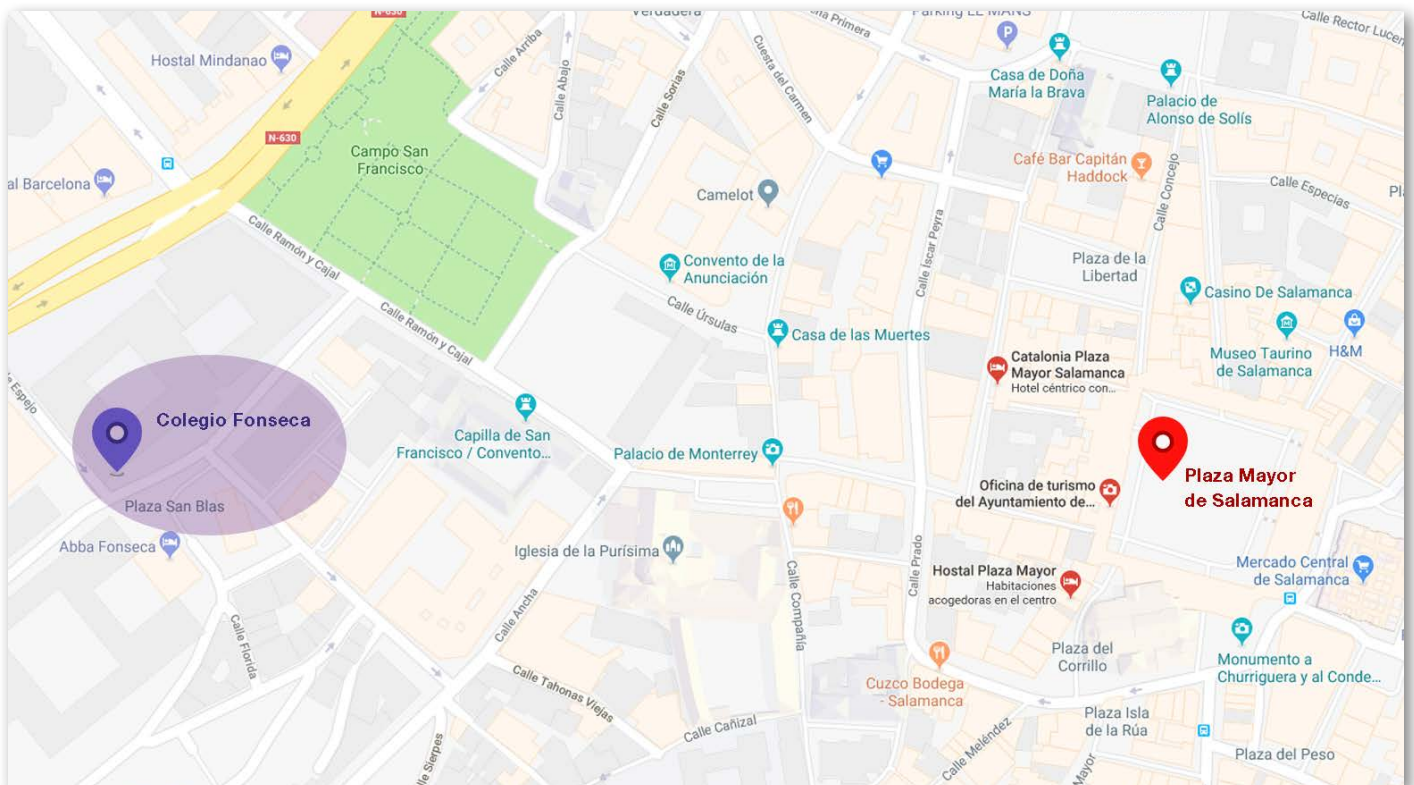 N-630
Verdadera
Primera
Parking LE MANS
Calle Rector Lucen
Hostal Mindanao
Calle Arriba
Calle Abajo
Calle Sorias
Cuesta del Carmen
Casa de Doña
María la Brava
Palacio de
Alonso de Solís
N-630
Campo San
Francisco
Café Bar Capitán
Haddock
Calle Concejo
Calle Especias
al Barcelona
Camelot
Calle Ramón y Cajal
Calle Iscar Peyra
Convento de la
Anunciación
Plaza de la
Libertad
Casino De Salamanca
Calle Ramón y Cajal
Calle Úrsulas
Casa de las Muertes
Museo Taurino
de Salamanca
H&M
Catalonia Plaza
Mayor Salamanca
Hotel céntrico con...
Espejo
Colegio Fonseca
Capilla de San
Francisco / Convento...
Palacio de Monterrey
Plaza Mayor
de Salamanca
Oficina de turismo
del Ayuntamiento de...
Plaza San Blas
Abba Fonseca
Iglesia de la Purísima
Calle Prado
Hostal Plaza Mayor
Habitaciones
acogedoras en el centro
Mercado Central
de Salamanca
Calle Ancha
Calle Compañía
Calle Florida
Plaza del
Corrillo
Monumento a
Churriguera y al Conde...
Calle Tahonas Viejas
Cuzco Bodega
- Salamanca
Calle Cañizal
Calle Meléndez
Plaza Isla
de la Rúa
Plaza del Peso
Sierpes
Mayor
P